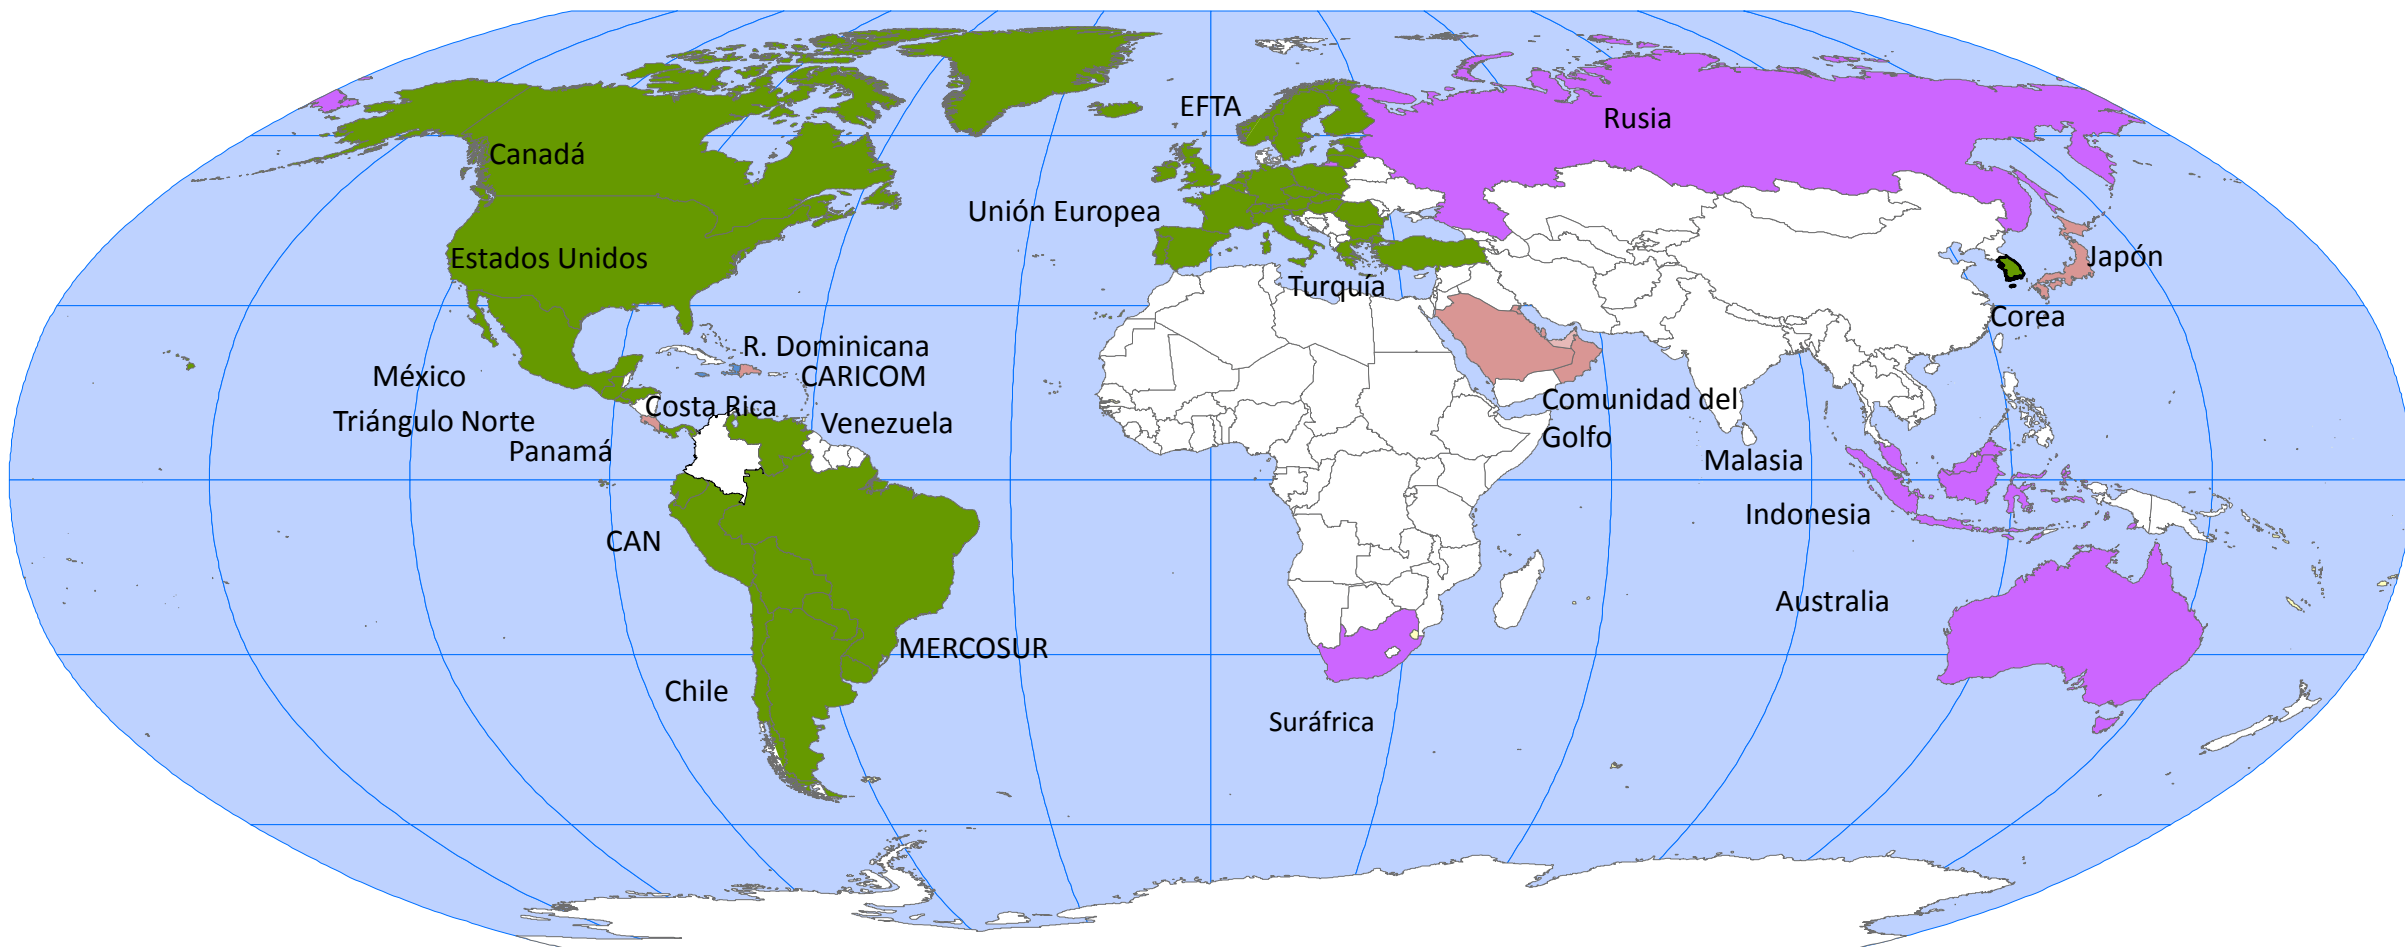 EFTA
Rusia
Canadá
Unión Europea
Estados Unidos
Japón
Turquía
Corea
R. Dominicana
México
CARICOM
Costa Rica
Comunidad del
Golfo
Triángulo Norte
Venezuela
Panamá
Malasia
Indonesia
CAN
Australia
MERCOSUR
Chile
Suráfrica